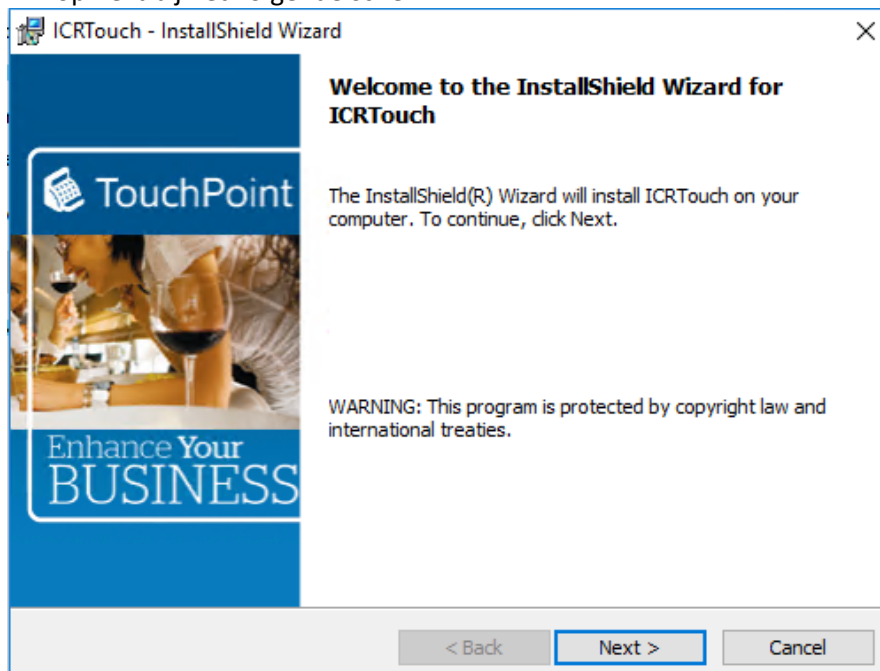 ICRTouch - InstallShield Wizard
Welcome to the InstallShield Wizard for
ICRTouch
TouchPoint
The InstallShield(R) Wizard will install ICRTouch on your
computer. To continue, click Next.
WARNING: This program is protected by copyright law and
international treaties.
Enhance Your
BUSINESS
< Back
Next >
Cancel